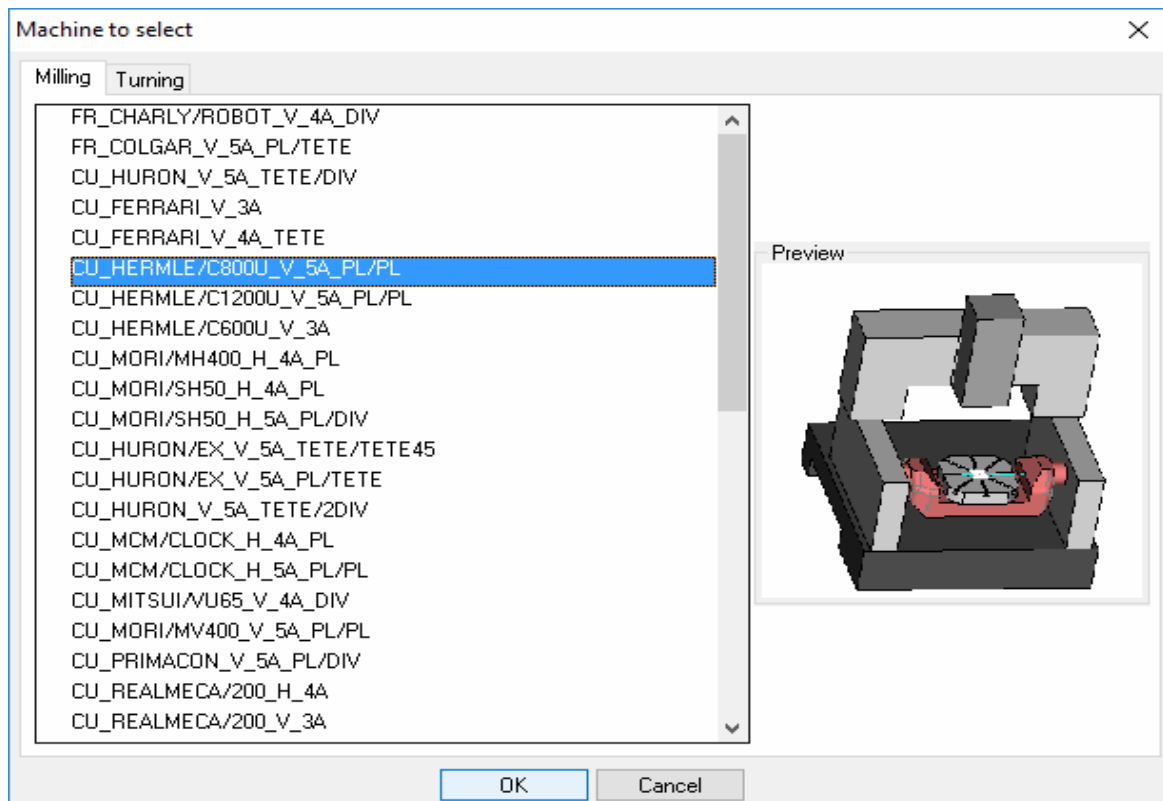 Machine to select
Milling
Turning
FR_CHARLY/ROBOT_V_4A_DIV
FR_COLGAR_V_5A_PL/TETE
CU_HURON_V_5A_TETE/DIV
CU_FERRARI_V_3A
CU_FERRARI_V_4A_TETE
CU_HERMLE/C800U_V_5A_PL/PL
CU_HERMLE/C1200U_V_5A_PL/PL
CU_HERMLE/C600U_V_3A
CU_MORI/MH400_H_4A_PL
CU_MORI/SH50_H_4A_PL
CU_MORI/SH50_H_5A_PL/DIV
CU_HURON/EX_V_5A_TETE/TETE45
CU_HURON/EX_V_5A_PL/TETE
CU_HURON_V_5A_TETE/2DIV
CU_MCM/CLOCK_H_4A_PL
CU_MCM/CLOCK_H_5A_PL/PL
CU_MITSUI/VU65_V_4A_DIV
CU_MORI/MV400_V_5A_PL/PL
CU_PRIMACON_V_5A_PL/DIV
CU_REALMECA/200_H_4A
CU_REALMECA/200_V_3A
Preview
OK
Cancel